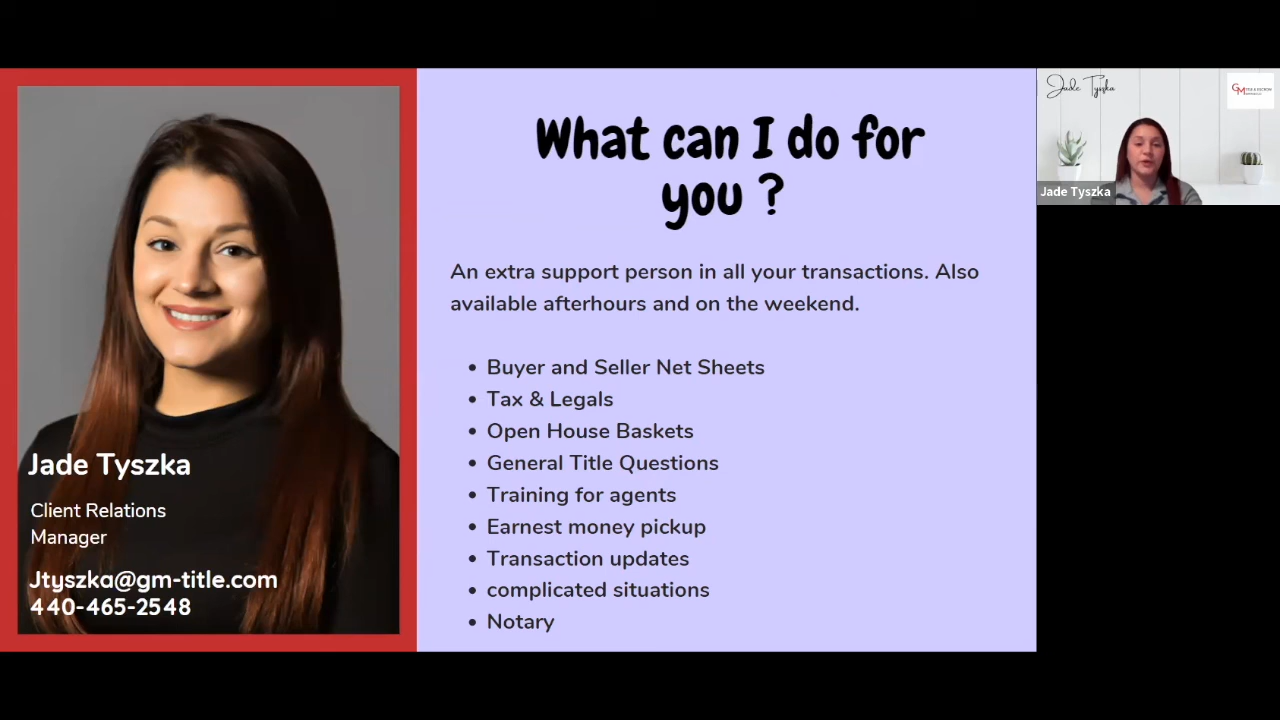 What can I do for
you ?
An extra support person in all your transactions. Also
available afterhours and on the weekend.
• Buyer and Seller Net Sheets
• Tax & Legals
• Open House Baskets
• General Title Questions
• Training for agents
• Earnest money pickup
• Transaction updates
• complicated situations
• Notary
Jade Tyszka
Client Relations
Manager
Jtyszka@gm-title.com
440-465-2548
Jade Tyszka
GM
Jade Tyszka